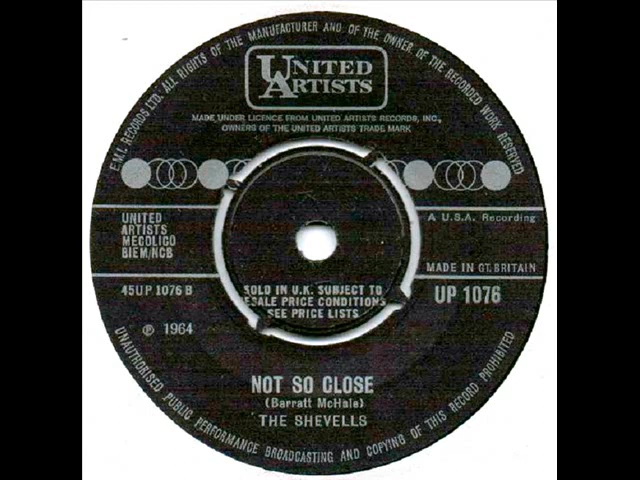 E.M.I. RECORDS LTD. ALL RIGHTS OF THE MANUFACTURER AND OF THE OWNER OF THE RECORDED WORK RESERVED
UNITED
ARTISTS
MADE UNDER LICENCE FROM UNITED ARTISTS RECORDS, INC.,
OWNERS OF THE UNITED ARTISTS TRADE MARK
UNITED
ARTISTS
MECOLICO
BIEM/NCB
A U.S.A. Recording
MADE IN GT. BRITAIN
45UP 1076 B
SOLD IN U.K. SUBJECT TO
RESALE PRICE CONDITIONS
SEE PRICE LISTS
UP 1076
℗ 1964
NOT SO CLOSE
(Barratt McHale)
THE SHEVELLS
UNAUTHORISED PUBLIC PERFORMANCE BROADCASTING AND COPYING OF THIS RECORD PROHIBITED